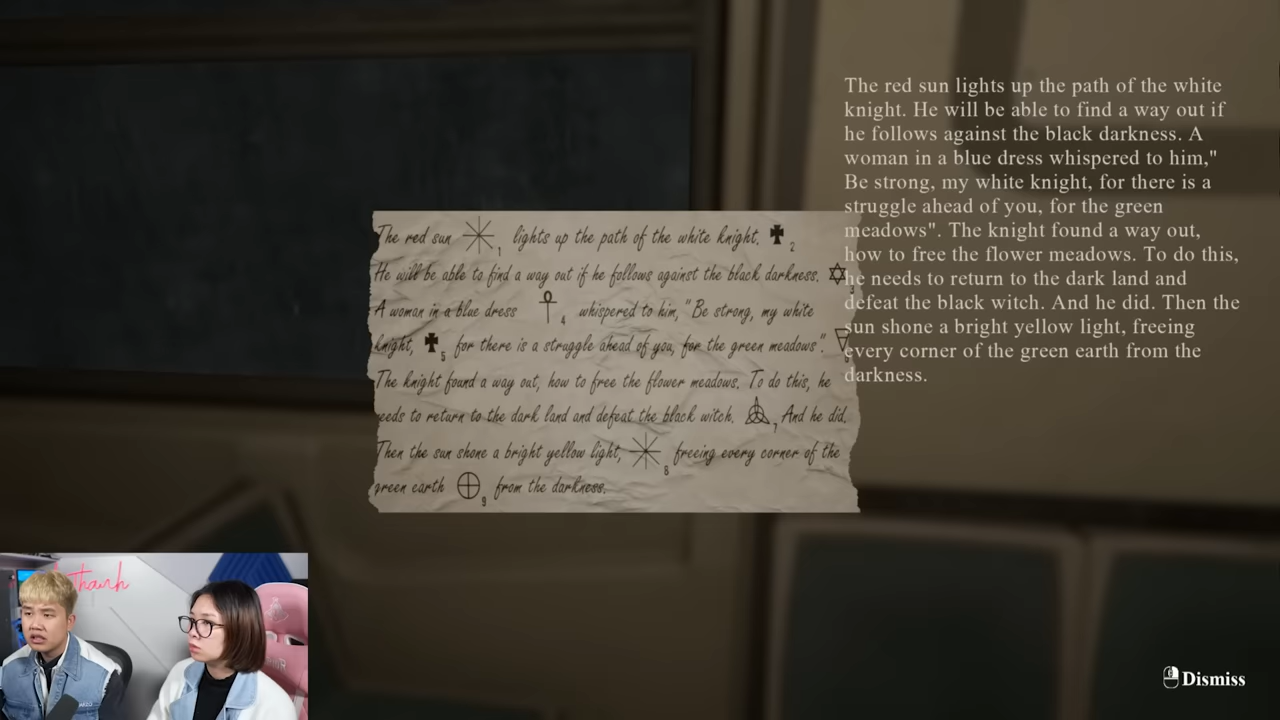 The red sun 1 lights up the path of the white knight. 2
He will be able to find a way out if he follows against the black darkness.
A woman in a blue dress 4 whispered to him, "Be strong, my white
knight, 5 for there is a struggle ahead of you, for the green meadows".
The knight found a way out, how to free the flower meadows. To do this, he
needs to return to the dark land and defeat the black witch. 7 And he did.
Then the sun shone a bright yellow light, 8 freeing every corner of the
green earth 9 from the darkness.
The red sun lights up the path of the white
knight. He will be able to find a way out if
he follows against the black darkness. A
woman in a blue dress whispered to him,"
Be strong, my white knight, for there is a
struggle ahead of you, for the green
meadows". The knight found a way out,
how to free the flower meadows. To do this,
he needs to return to the dark land and
defeat the black witch. And he did. Then the
sun shone a bright yellow light, freeing
every corner of the green earth from the
darkness.
Dismiss